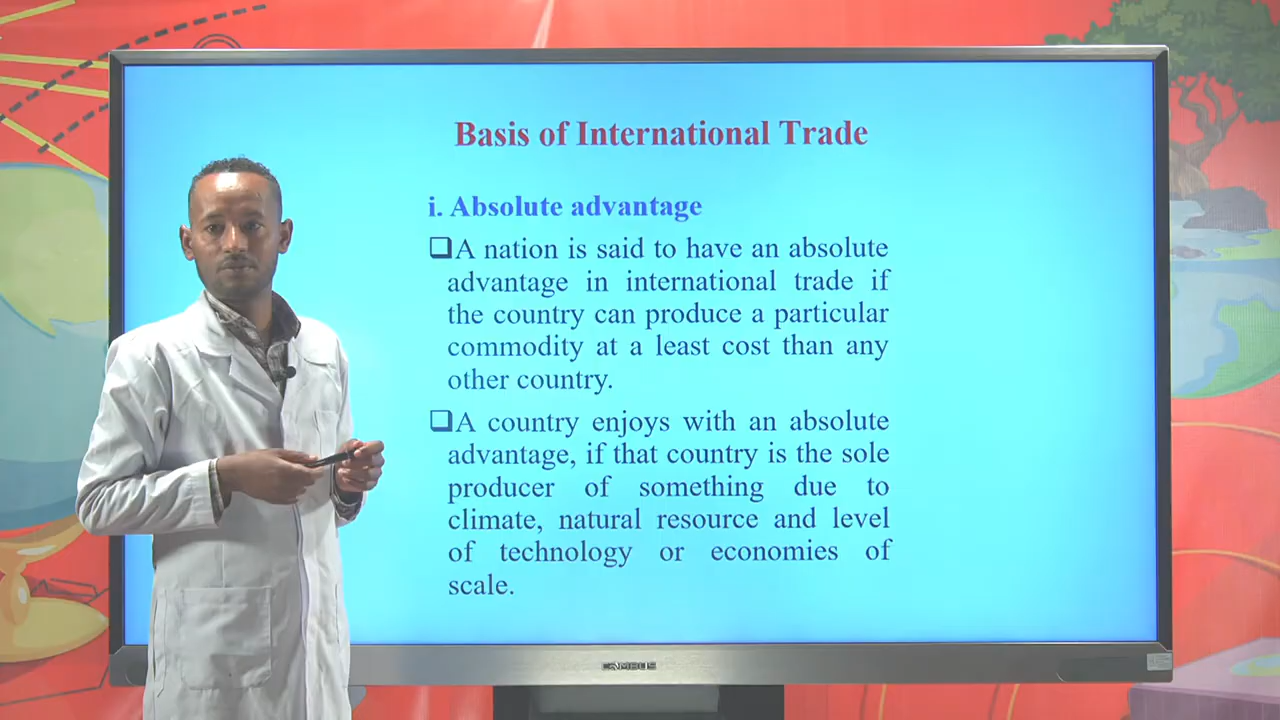 Basis of International Trade
i. Absolute advantage
❑A nation is said to have an absolute
advantage in international trade if
the country can produce a particular
commodity at a least cost than any
other country.
❑A country enjoys with an absolute
advantage, if that country is the sole
producer of something due to
climate, natural resource and level
of technology or economies of
scale.